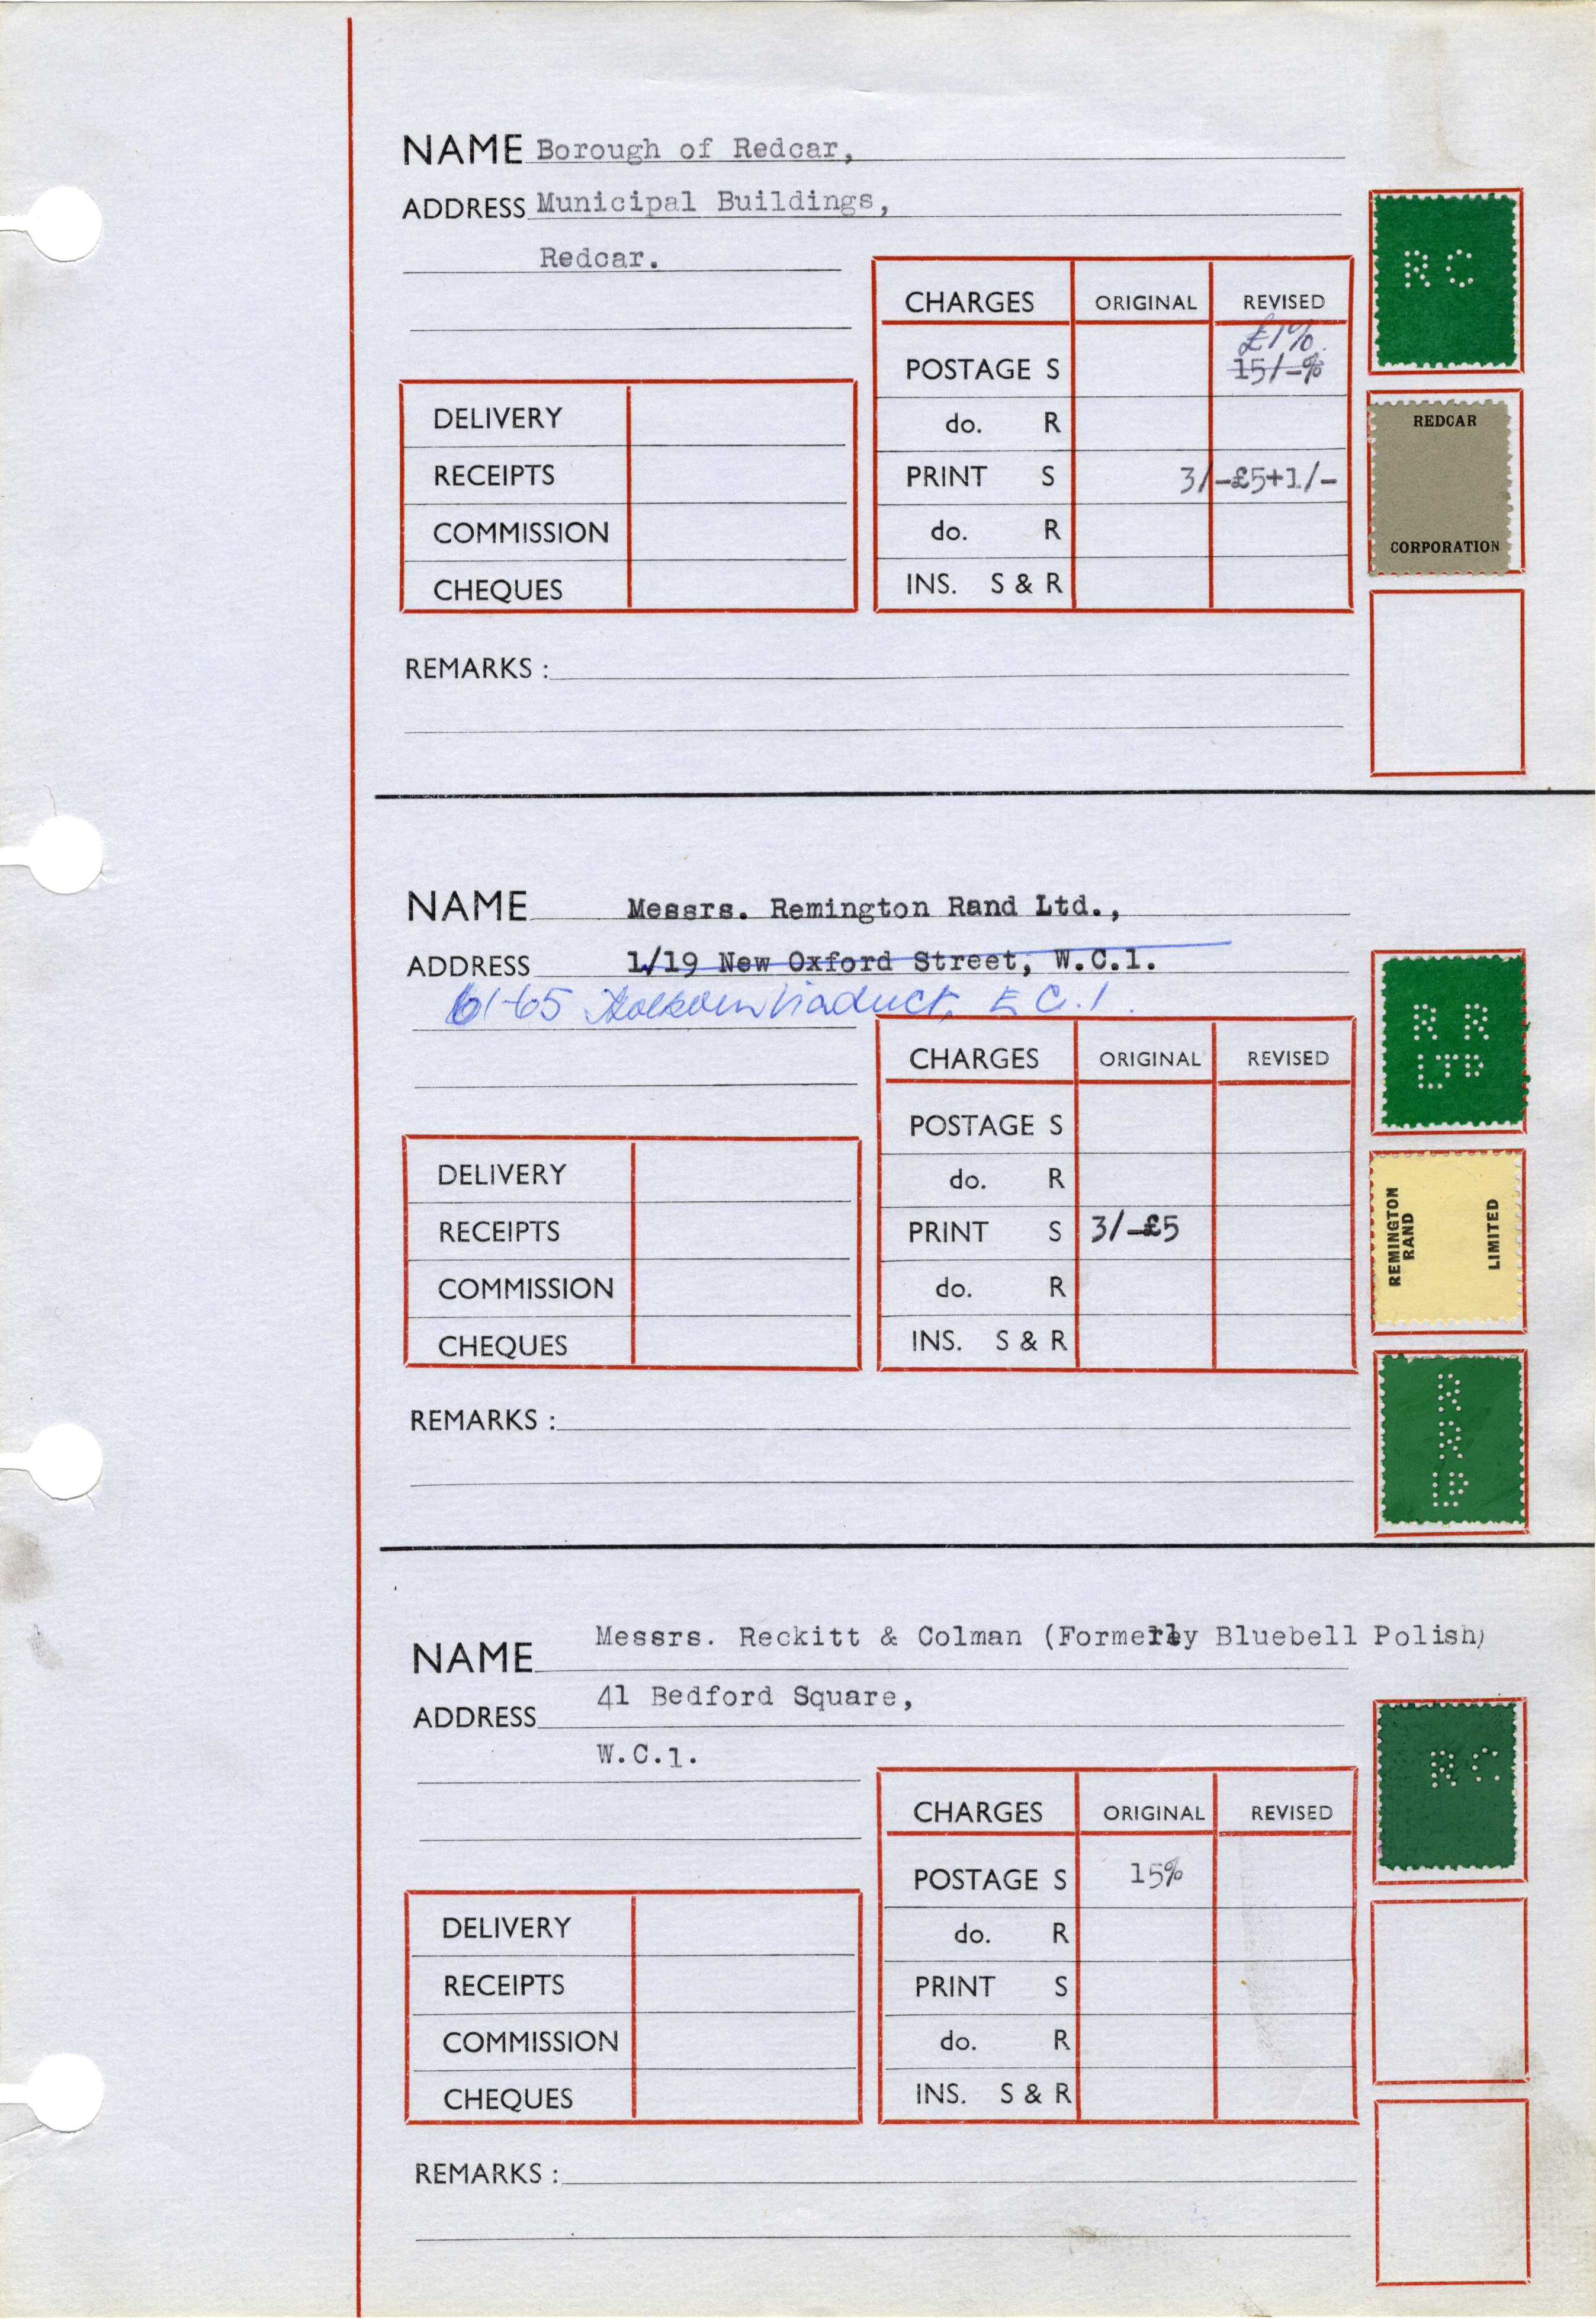 NAME Borough of Redcar,
ADDRESS Municipal Buildings,
Redcar.
R C
CHARGES ORIGINAL REVISED
£1%
POSTAGE S 15/-%
do. R
PRINT S 3/-£5+1/-
do. R
INS. S & R
DELIVERY
RECEIPTS
COMMISSION
CHEQUES
REDCAR
CORPORATION
REMARKS :
NAME Messrs. Remington Rand Ltd.,
ADDRESS 1/19 New Oxford Street, W.C.1.
61-65 Holborn Viaduct, E.C.1.
R R
LTD
CHARGES ORIGINAL REVISED
POSTAGE S
do. R
PRINT S 3/-£5
do. R
INS. S & R
DELIVERY
RECEIPTS
COMMISSION
CHEQUES
REMINGTON
RAND
LIMITED
R
R
REMARKS :
NAME Messrs. Reckitt & Colman (Formerly Bluebell Polish)
ADDRESS 41 Bedford Square,
W.C.1.
R C
CHARGES ORIGINAL REVISED
POSTAGE S 15%
do. R
PRINT S
do. R
INS. S & R
DELIVERY
RECEIPTS
COMMISSION
CHEQUES
REMARKS :